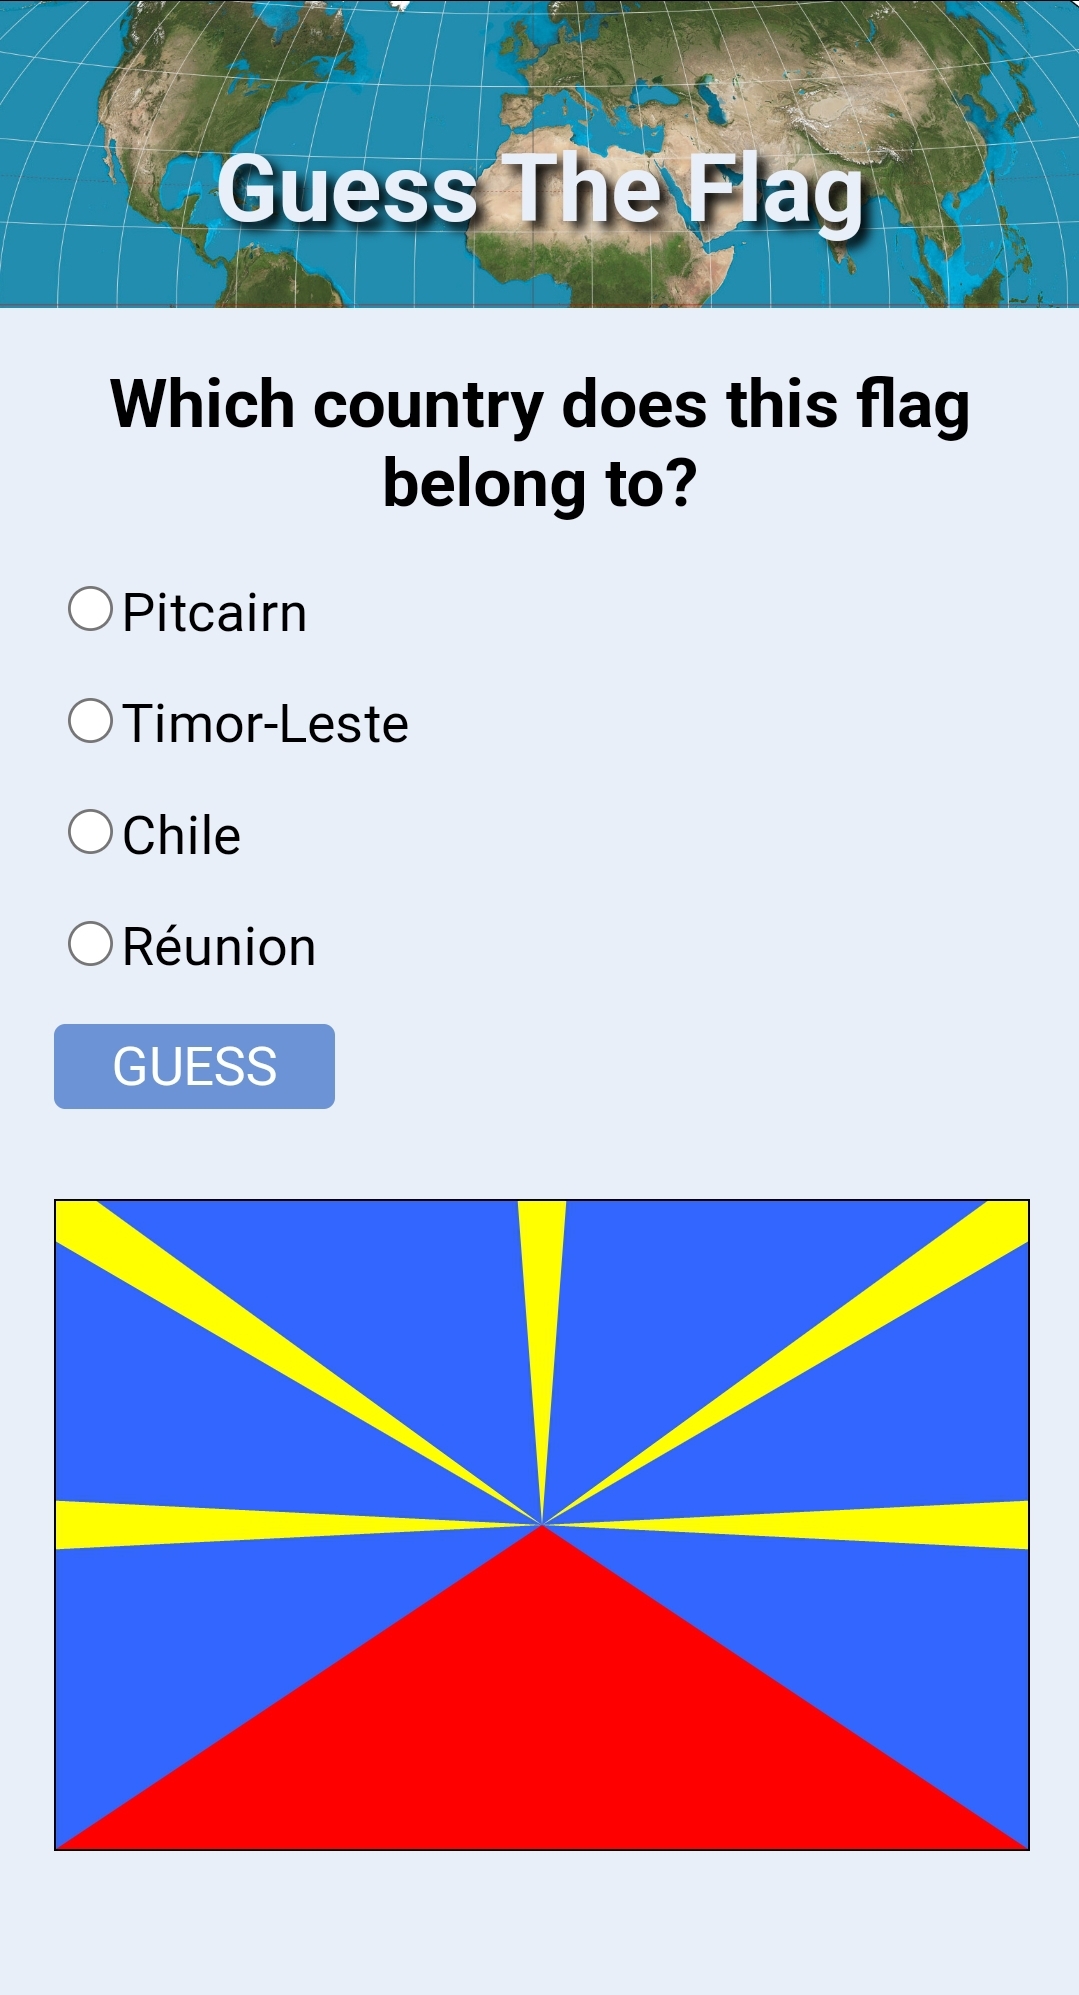 Guess The Flag
Which country does this flag
belong to?
Pitcairn
Timor-Leste
Chile
Réunion
GUESS